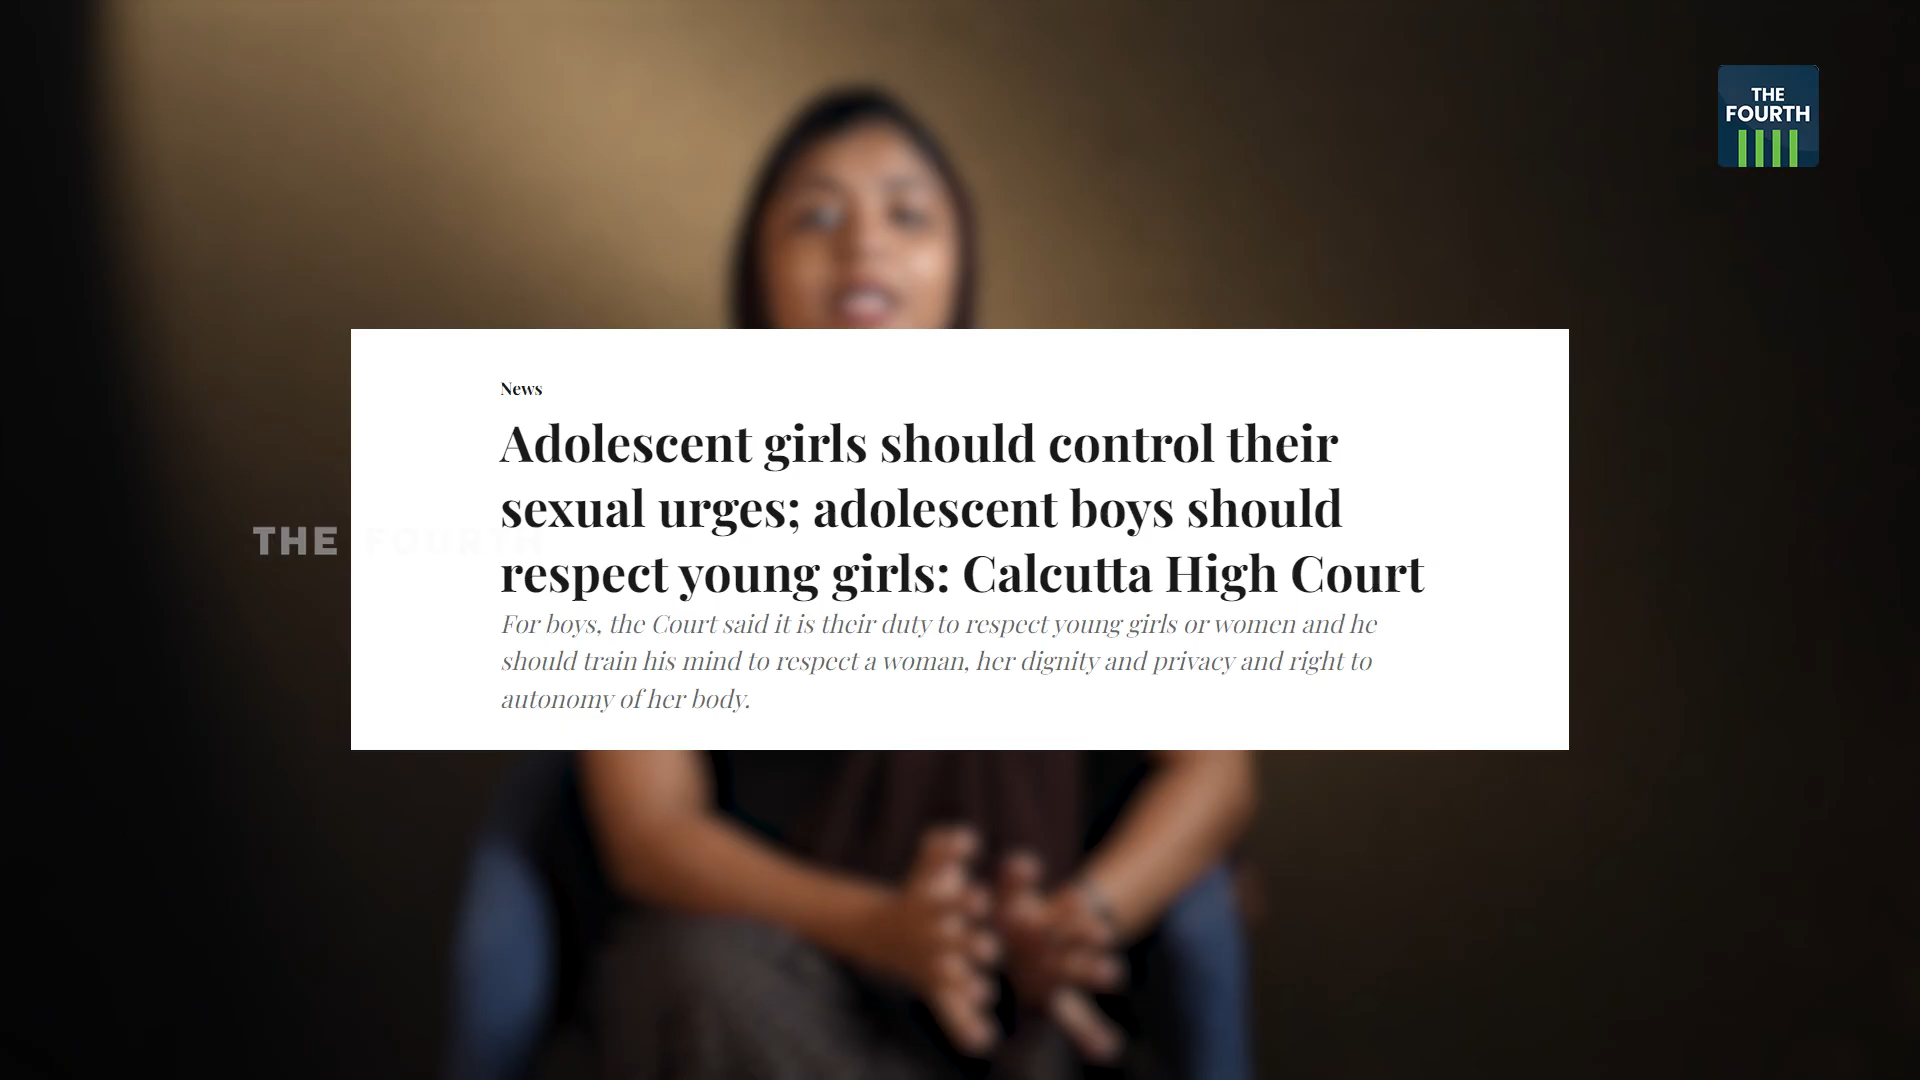 THE
FOURTH
News
Adolescent girls should control their
sexual urges; adolescent boys should
respect young girls: Calcutta High Court
For boys, the Court said it is their duty to respect young girls or women and he
should train his mind to respect a woman, her dignity and privacy and right to
autonomy of her body.
THE FOURTH